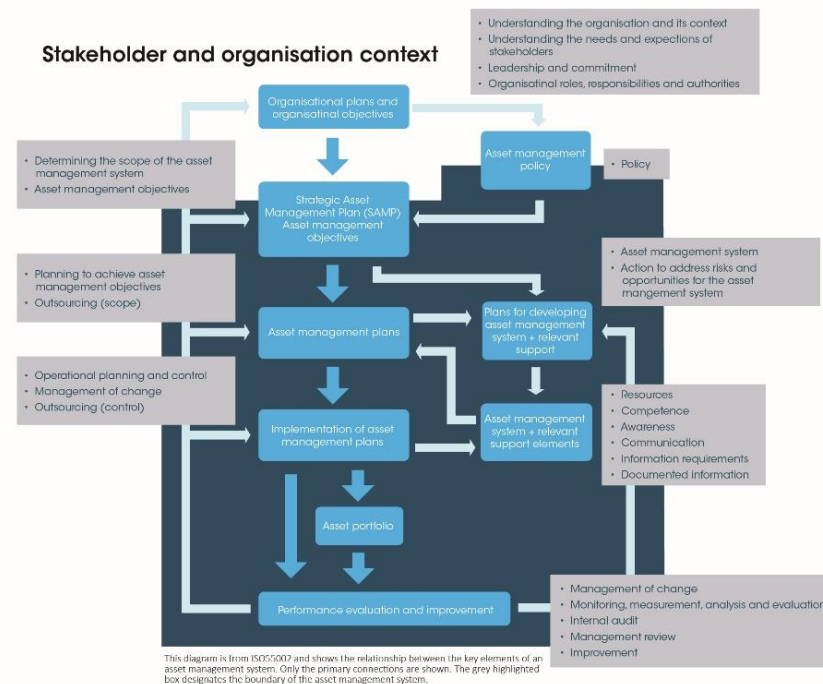 Stakeholder and organisation context
• Understanding the organisation and its context
• Understanding the needs and expections of
stakeholders
• Leadership and commitment
• Organisatinal roles, responsibilities and authorities
Organisational plans and
organisatinal objectives
Asset management
policy
• Policy
• Determining the scope of the asset
management system
• Asset management objectives
Strategic Asset
Management Plan (SAMP)
Asset management
objectives
• Asset management system
• Action to address risks and
opportunities for the asset
mangement system
• Planning to achieve asset
management objectives
• Outsourcing (scope)
Asset management plans
Plans for developing
asset management
system + relevant
support
• Operational planning and control
• Management of change
• Outsourcing (control)
Implementation of asset
management plans
Asset management
system + relevant
support elements
• Resources
• Competence
• Awareness
• Communication
• Information requirements
• Documented information
Asset portfolio
Performance evaluation and improvement
• Management of change
• Monitoring, measurement, analysis and evaluation
• Internal audit
• Management review
• Improvement
This diagram is from ISO55002 and shows the relationship between the key elements of an
asset management system. Only the primary connections are shown. The grey highlighted
box designates the boundary of the asset management system.